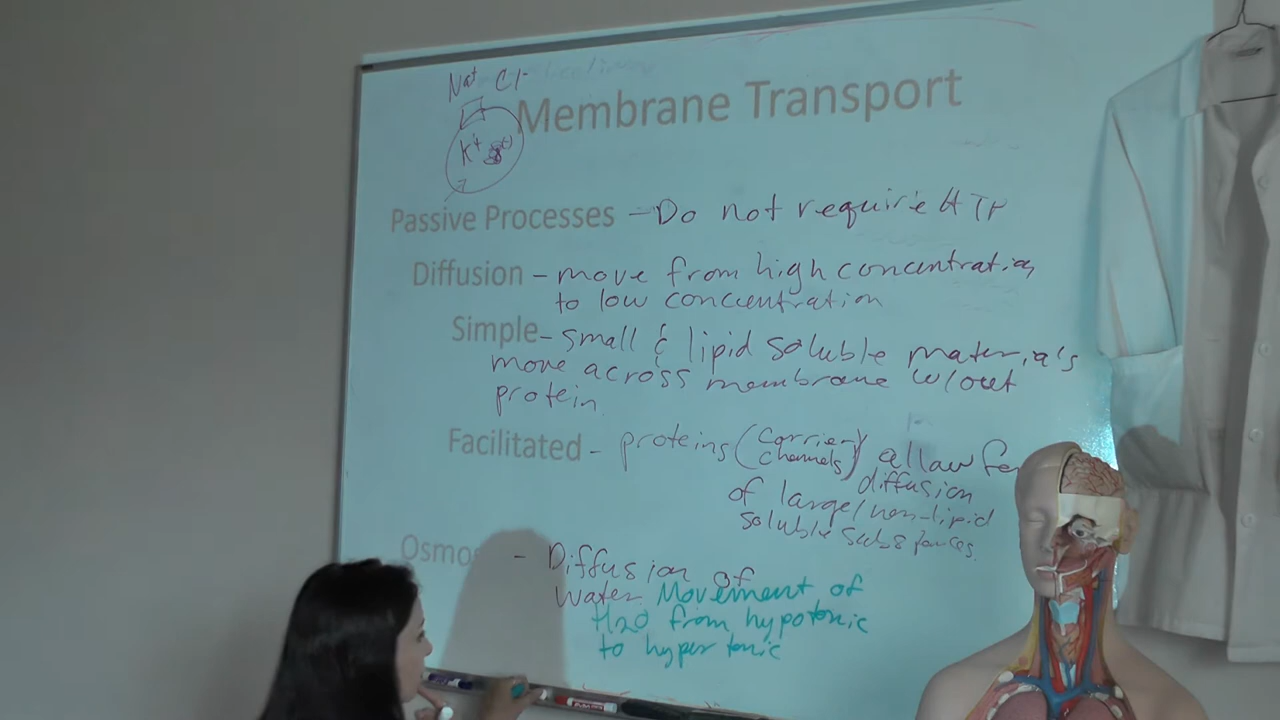 Na+ Cl-
Membrane Transport
K+
Passive Processes - Do not require ATP
Diffusion - move from high concentration
to low concentration
Simple - small & lipid soluble materials
move across membrane w/out
protein
Facilitated - proteins (carrier/channels) allow for
diffusion
of large/non-lipid
soluble substances.
Osmo - Diffusion of
water. Movement of
H2O from hypotonic
to hypertonic